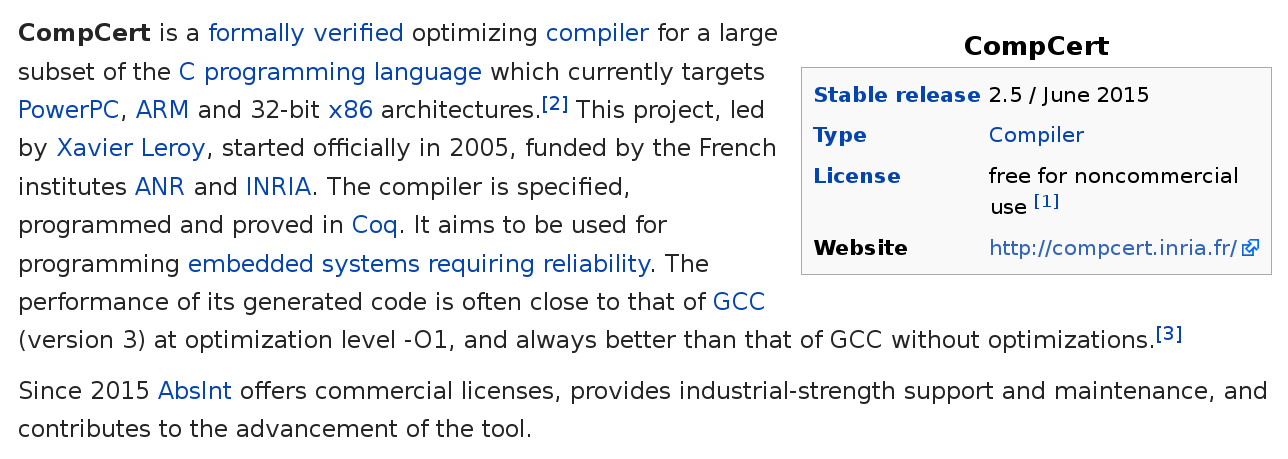 CompCert is a formally verified optimizing compiler for a large
subset of the C programming language which currently targets
PowerPC, ARM and 32-bit x86 architectures.[2] This project, led
by Xavier Leroy, started officially in 2005, funded by the French
institutes ANR and INRIA. The compiler is specified,
programmed and proved in Coq. It aims to be used for
programming embedded systems requiring reliability. The
performance of its generated code is often close to that of GCC
(version 3) at optimization level -O1, and always better than that of GCC without optimizations.[3]
Since 2015 AbsInt offers commercial licenses, provides industrial-strength support and maintenance, and
contributes to the advancement of the tool.
CompCert
Stable release 2.5 / June 2015
Type Compiler
License free for noncommercial
use [1]
Website http://compcert.inria.fr/